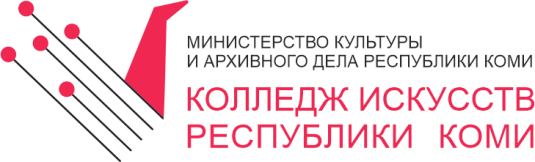 МИНИСТЕРСТВО КУЛЬТУРЫ
И АРХИВНОГО ДЕЛА РЕСПУБЛИКИ КОМИ
КОЛЛЕДЖ ИСКУССТВ
РЕСПУБЛИКИ КОМИ